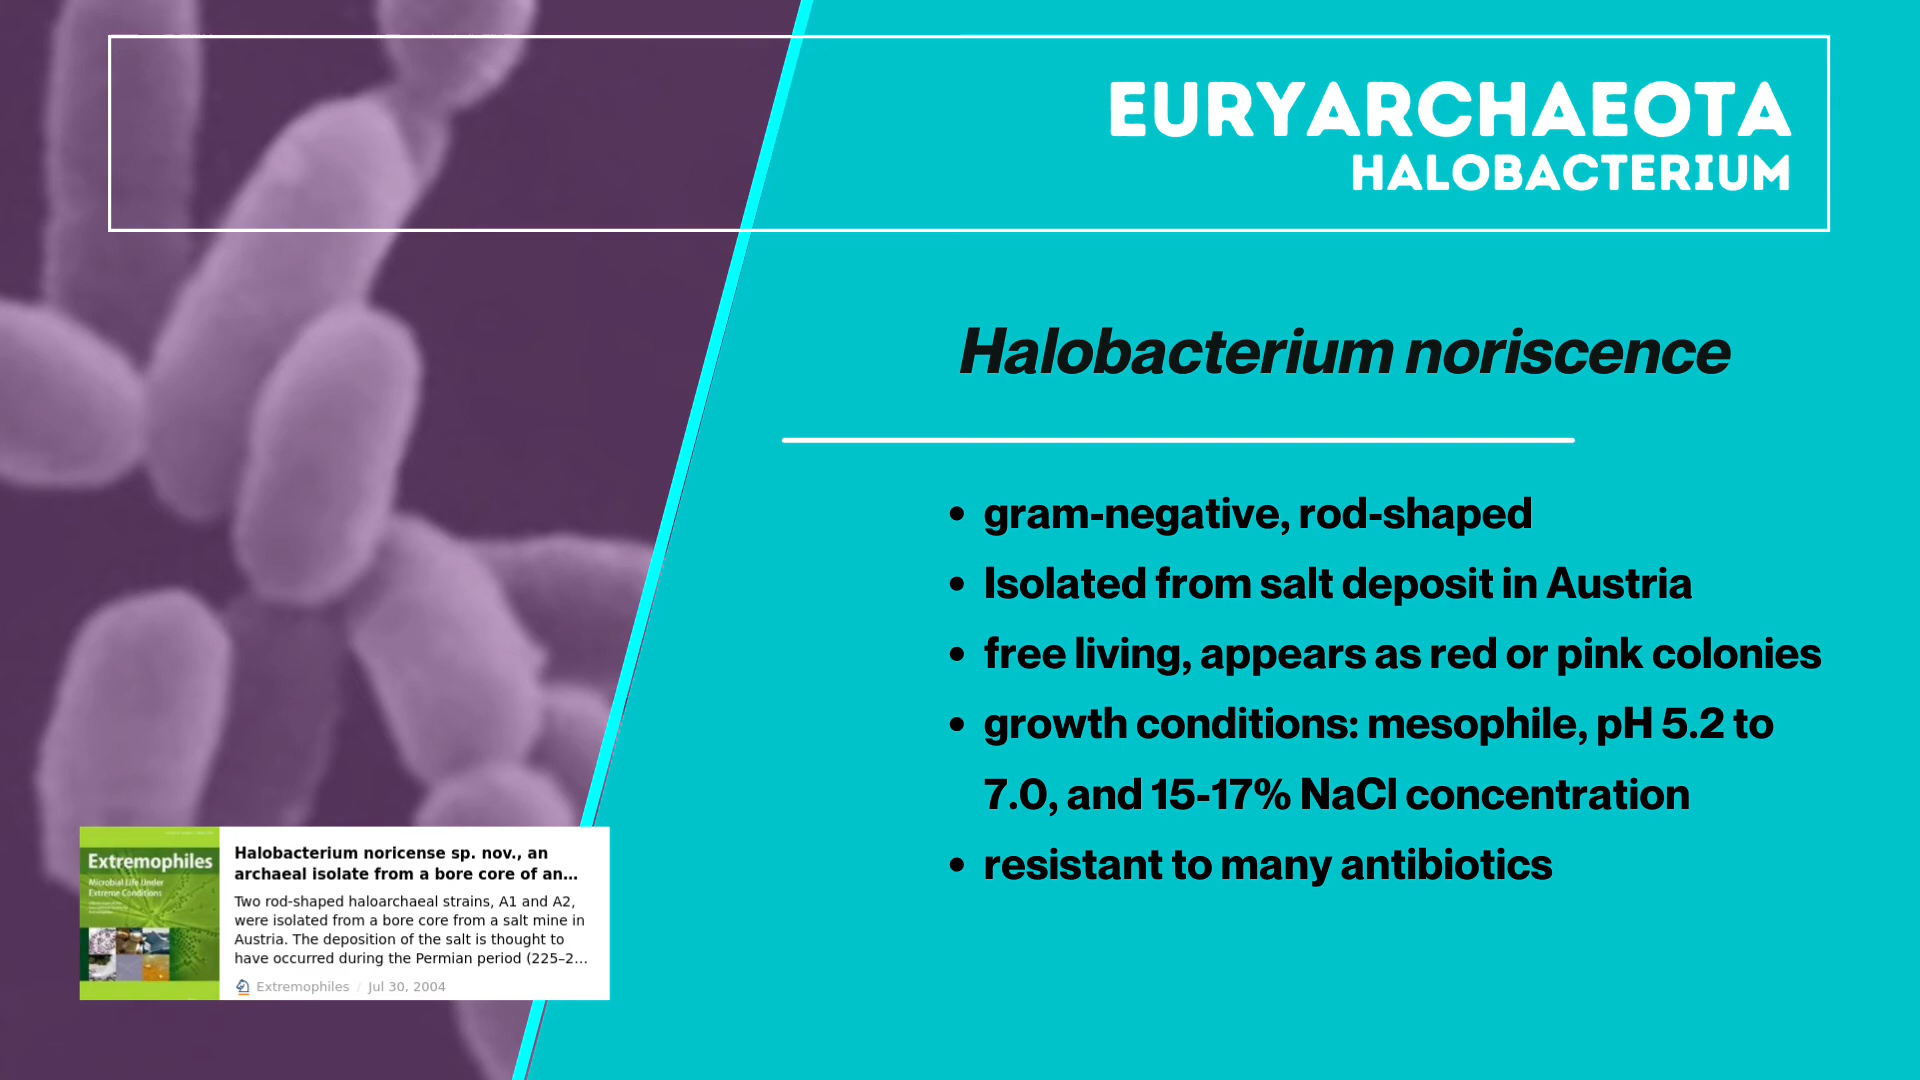 EURYARCHAEOTA
HALOBACTERIUM
Halobacterium noriscence
• gram-negative, rod-shaped
• Isolated from salt deposit in Austria
• free living, appears as red or pink colonies
• growth conditions: mesophile, pH 5.2 to
7.0, and 15-17% NaCl concentration
• resistant to many antibiotics
Extremophiles
Microbial Life Under
Extreme Conditions
Halobacterium noricense sp. nov., an
archaeal isolate from a bore core of an...
Two rod-shaped haloarchaeal strains, A1 and A2,
were isolated from a bore core from a salt mine in
Austria. The deposition of the salt is thought to
have occurred during the Permian period (225–2...
Extremophiles / Jul 30, 2004